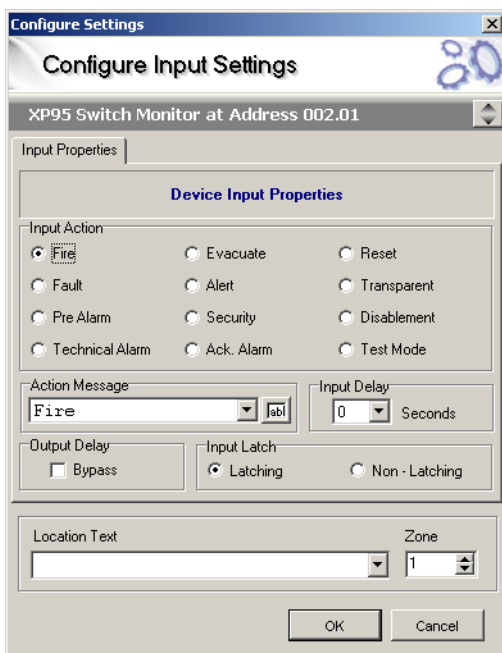 Configure Settings
Configure Input Settings
XP95 Switch Monitor at Address 002.01
Input Properties
Device Input Properties
Input Action
Fire Evacuate Reset
Fault Alert Transparent
Pre Alarm Security Disablement
Technical Alarm Ack. Alarm Test Mode
Action Message Input Delay
Fire abl 0 Seconds
Output Delay Input Latch
Bypass Latching Non - Latching
Location Text Zone
1
OK Cancel